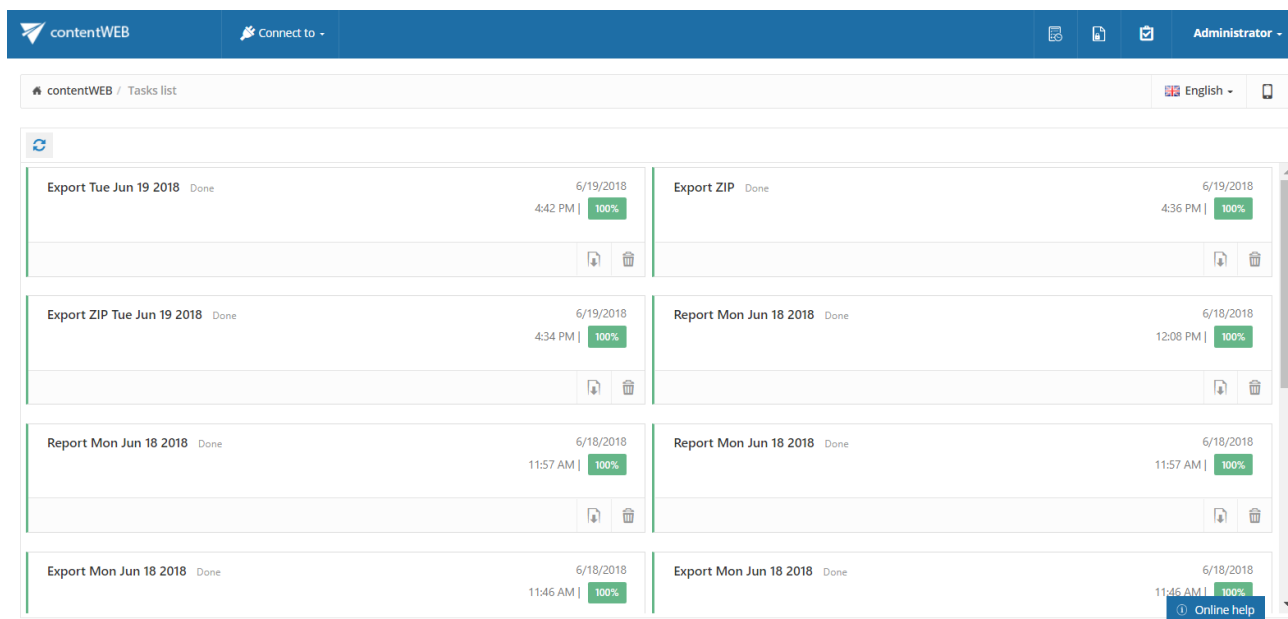 contentWEB
Connect to
Administrator
contentWEB / Tasks list
English
Export Tue Jun 19 2018 Done
6/19/2018
4:42 PM | 100%
Export ZIP Done
6/19/2018
4:36 PM | 100%
Export ZIP Tue Jun 19 2018 Done
6/19/2018
4:34 PM | 100%
Report Mon Jun 18 2018 Done
6/18/2018
12:08 PM | 100%
Report Mon Jun 18 2018 Done
6/18/2018
11:57 AM | 100%
Report Mon Jun 18 2018 Done
6/18/2018
11:57 AM | 100%
Export Mon Jun 18 2018 Done
6/18/2018
11:46 AM | 100%
Export Mon Jun 18 2018 Done
6/18/2018
11:46 AM | 100%
Online help